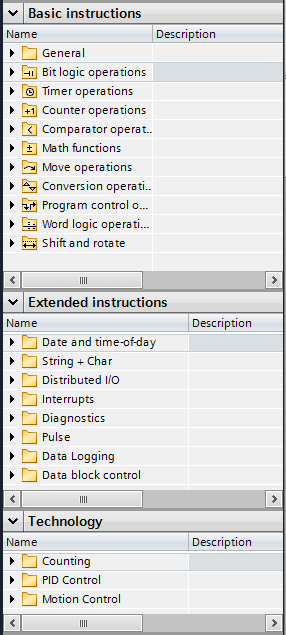 Basic instructions
Name Description
General
Bit logic operations
Timer operations
+1 Counter operations
Comparator operat...
± Math functions
Move operations
Conversion operati...
Program control o...
Word logic operati...
Shift and rotate
Extended instructions
Name Description
Date and time-of-day
String + Char
Distributed I/O
Interrupts
Diagnostics
Pulse
Data Logging
Data block control
Technology
Name Description
Counting
PID Control
Motion Control